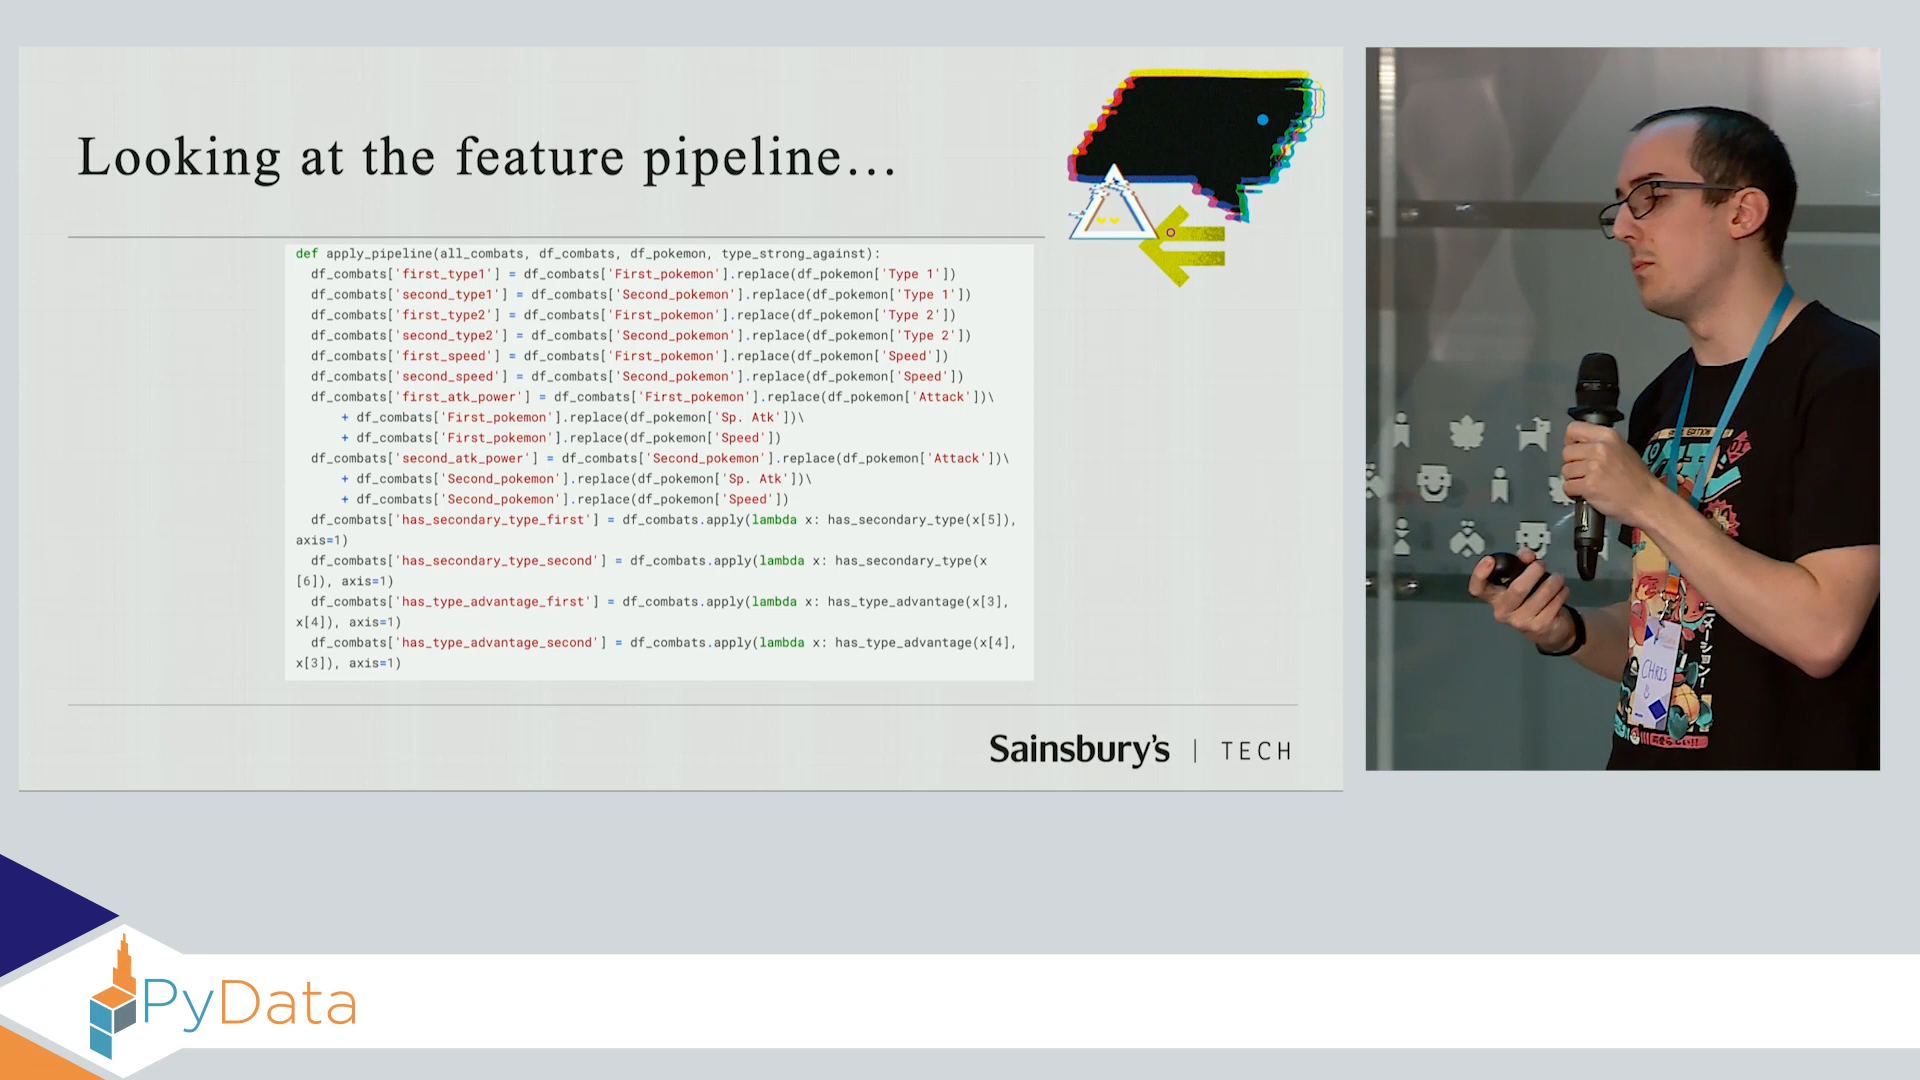 Looking at the feature pipeline...
def apply_pipeline(all_combats, df_combats, df_pokemon, type_strong_against):
  df_combats['first_type1'] = df_combats['First_pokemon'].replace(df_pokemon['Type 1'])
  df_combats['second_type1'] = df_combats['Second_pokemon'].replace(df_pokemon['Type 1'])
  df_combats['first_type2'] = df_combats['First_pokemon'].replace(df_pokemon['Type 2'])
  df_combats['second_type2'] = df_combats['Second_pokemon'].replace(df_pokemon['Type 2'])
  df_combats['first_speed'] = df_combats['First_pokemon'].replace(df_pokemon['Speed'])
  df_combats['second_speed'] = df_combats['Second_pokemon'].replace(df_pokemon['Speed'])
  df_combats['first_atk_power'] = df_combats['First_pokemon'].replace(df_pokemon['Attack'])\
      + df_combats['First_pokemon'].replace(df_pokemon['Sp. Atk'])\
      + df_combats['First_pokemon'].replace(df_pokemon['Speed'])
  df_combats['second_atk_power'] = df_combats['Second_pokemon'].replace(df_pokemon['Attack'])\
      + df_combats['Second_pokemon'].replace(df_pokemon['Sp. Atk'])\
      + df_combats['Second_pokemon'].replace(df_pokemon['Speed'])
  df_combats['has_secondary_type_first'] = df_combats.apply(lambda x: has_secondary_type(x[5]),
axis=1)
  df_combats['has_secondary_type_second'] = df_combats.apply(lambda x: has_secondary_type(x
[6]), axis=1)
  df_combats['has_type_advantage_first'] = df_combats.apply(lambda x: has_type_advantage(x[3],
x[4]), axis=1)
  df_combats['has_type_advantage_second'] = df_combats.apply(lambda x: has_type_advantage(x[4],
x[3]), axis=1)
Sainsbury's | TECH
CHRIS
B
PyData